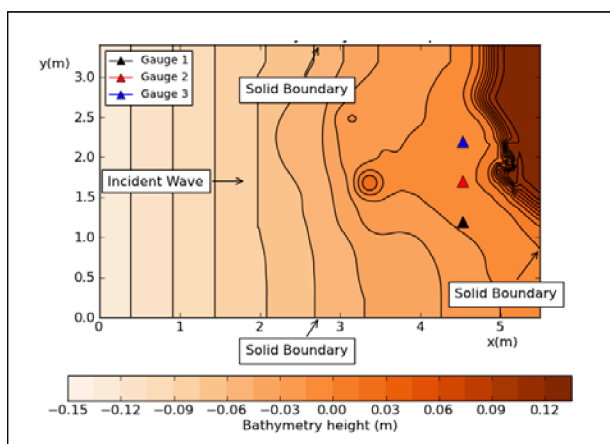 y(m)
3.0
2.5
2.0
1.5
1.0
0.5
0.0
Gauge 1
Gauge 2
Gauge 3
Solid Boundary
Incident Wave
Solid Boundary
Solid Boundary
0
1
2
3
4
5
x(m)
−0.15 −0.12 −0.09 −0.06 −0.03 0.00 0.03 0.06 0.09 0.12
Bathymetry height (m)